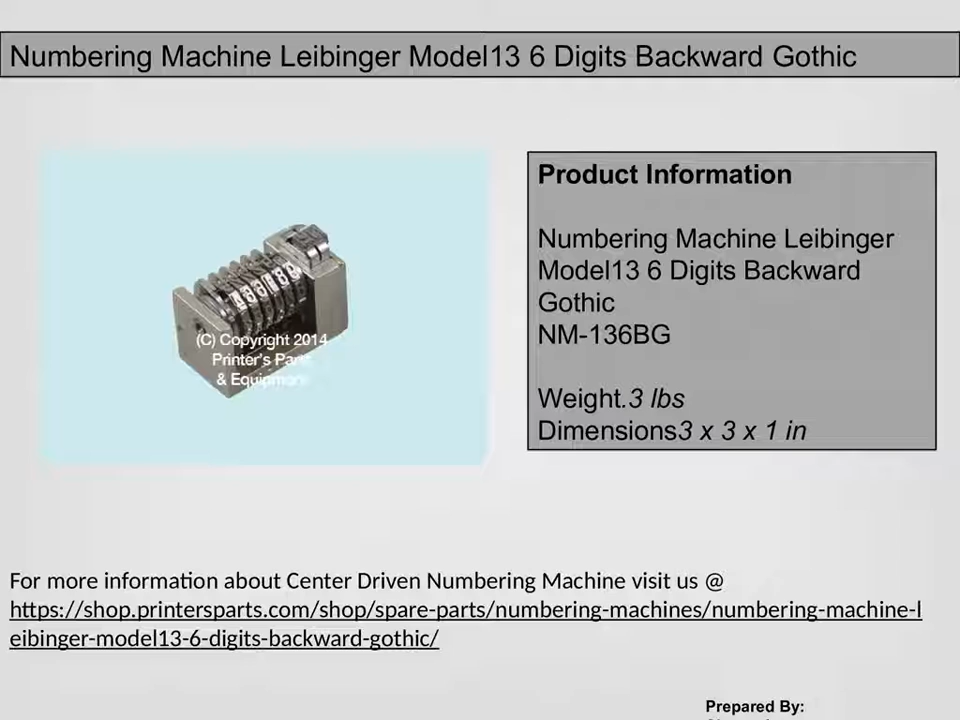 Numbering Machine Leibinger Model13 6 Digits Backward Gothic
Product Information
Numbering Machine Leibinger
Model13 6 Digits Backward
Gothic
NM-136BG
Weight.3 lbs
Dimensions3 x 3 x 1 in
(C) Copyright 2014
Printer's Parts
& Equipment
For more information about Center Driven Numbering Machine visit us @
https://shop.printersparts.com/shop/spare-parts/numbering-machines/numbering-machine-l
eibinger-model13-6-digits-backward-gothic/
Prepared By: